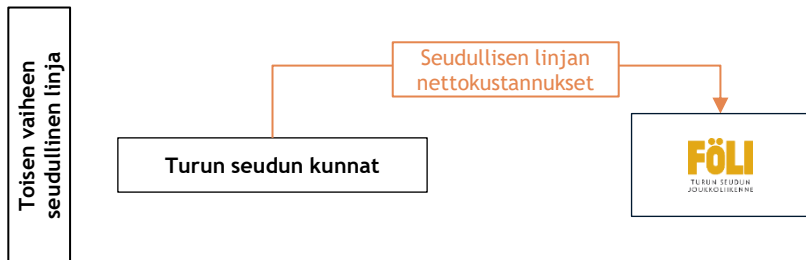 Toisen vaiheen
seudullinen linja
Seudullisen linjan
nettokustannukset
Turun seudun kunnat
FÖLI
TURUN SEUDUN
JOUKKOLIIKENNE